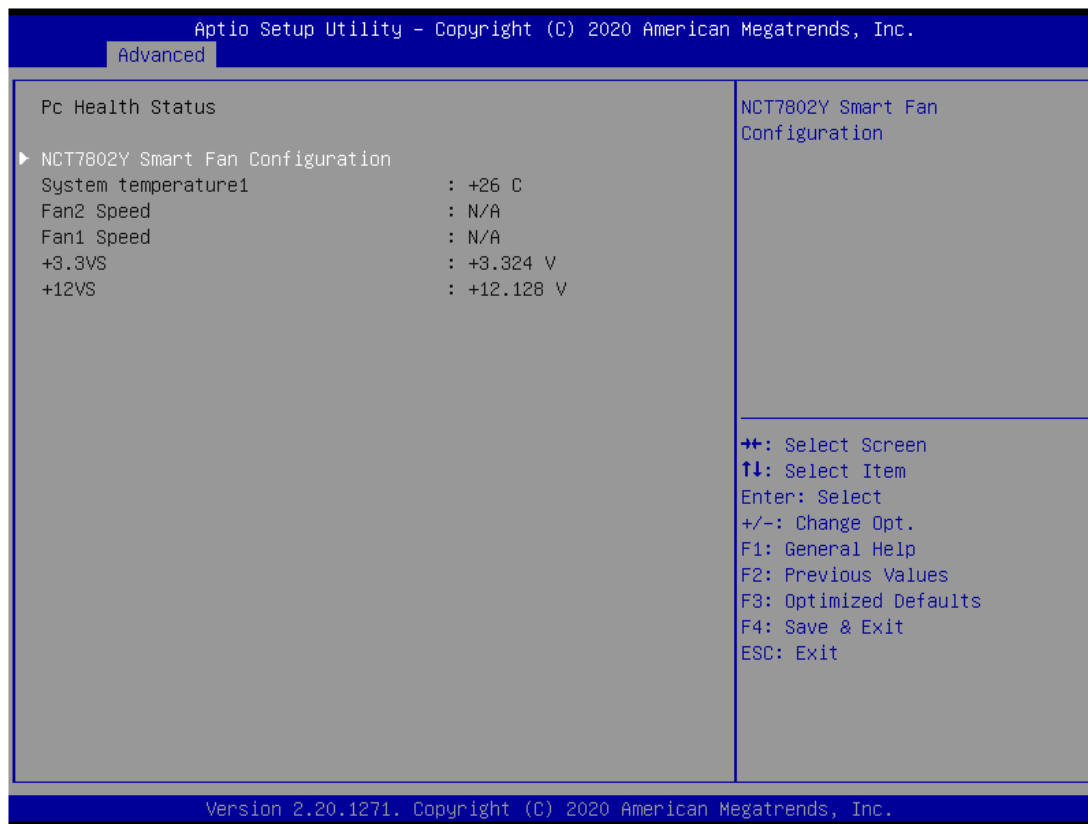 Aptio Setup Utility – Copyright (C) 2020 American Megatrends, Inc.
Advanced
Pc Health Status
NCT7802Y Smart Fan Configuration
System temperature1 : +26 C
Fan2 Speed : N/A
Fan1 Speed : N/A
+3.3VS : +3.324 V
+12VS : +12.128 V
NCT7802Y Smart Fan
Configuration
→←: Select Screen
↑↓: Select Item
Enter: Select
+/-: Change Opt.
F1: General Help
F2: Previous Values
F3: Optimized Defaults
F4: Save & Exit
ESC: Exit
Version 2.20.1271. Copyright (C) 2020 American Megatrends, Inc.